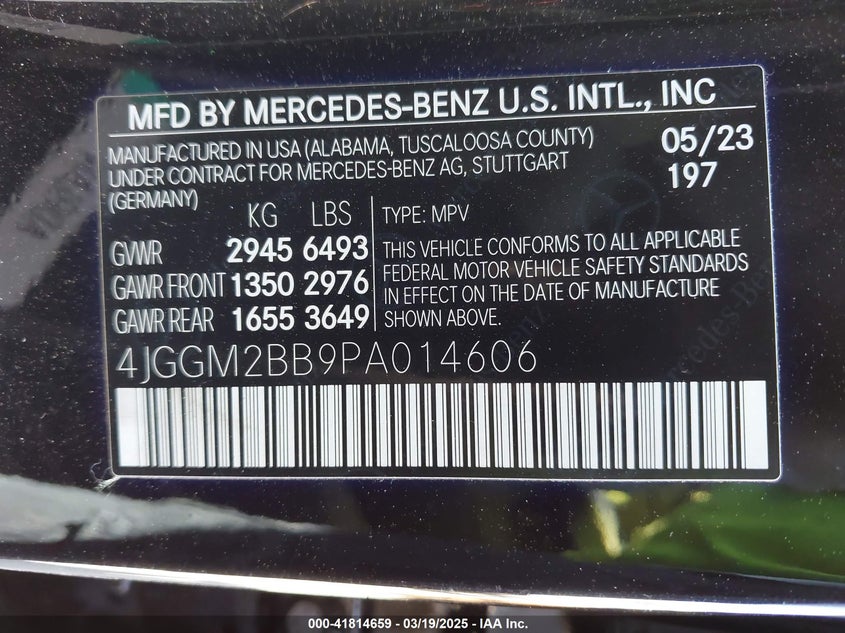 MFD BY MERCEDES-BENZ U.S. INTL., INC
MANUFACTURED IN USA (ALABAMA, TUSCALOOSA COUNTY)
UNDER CONTRACT FOR MERCEDES-BENZ AG, STUTTGART
(GERMANY)
05/23
197
KG LBS
GVWR 2945 6493
GAWR FRONT 1350 2976
GAWR REAR 1655 3649
TYPE: MPV
THIS VEHICLE CONFORMS TO ALL APPLICABLE
FEDERAL MOTOR VEHICLE SAFETY STANDARDS
IN EFFECT ON THE DATE OF MANUFACTURE
SHOWN ABOVE.
4JGGM2BB9PA014606
000-41814659 — 03/19/2025 — IAA Inc.